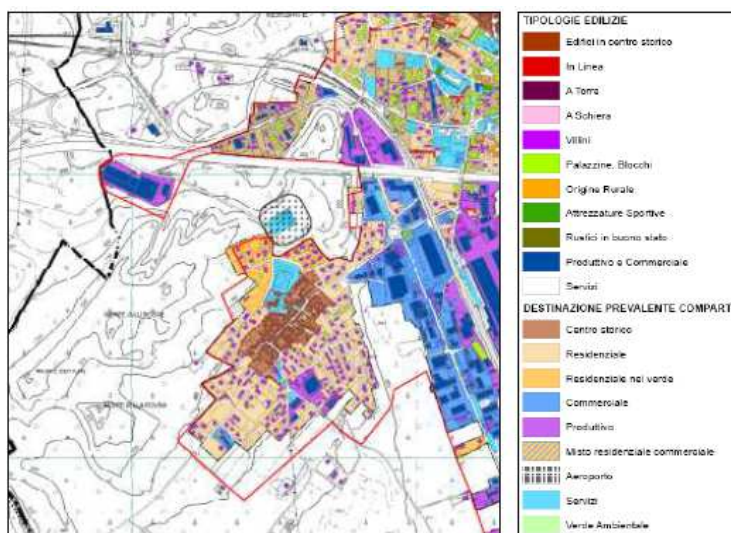 TIPOLOGIE EDILIZIE
Edifici in centro storico
In Linea
A Torre
A Schiera
Villini
Palazzine, Blocchi
Origine Rurale
Attrezzature Sportive
Rustici in buono stato
Produttivo e Commerciale
Servizi
DESTINAZIONE PREVALENTE COMPART
Centro storico
Residenziale
Residenziale nel verde
Commerciale
Produttivo
Misto residenziale commerciale
Aeroporto
Servizi
Verde Ambientale